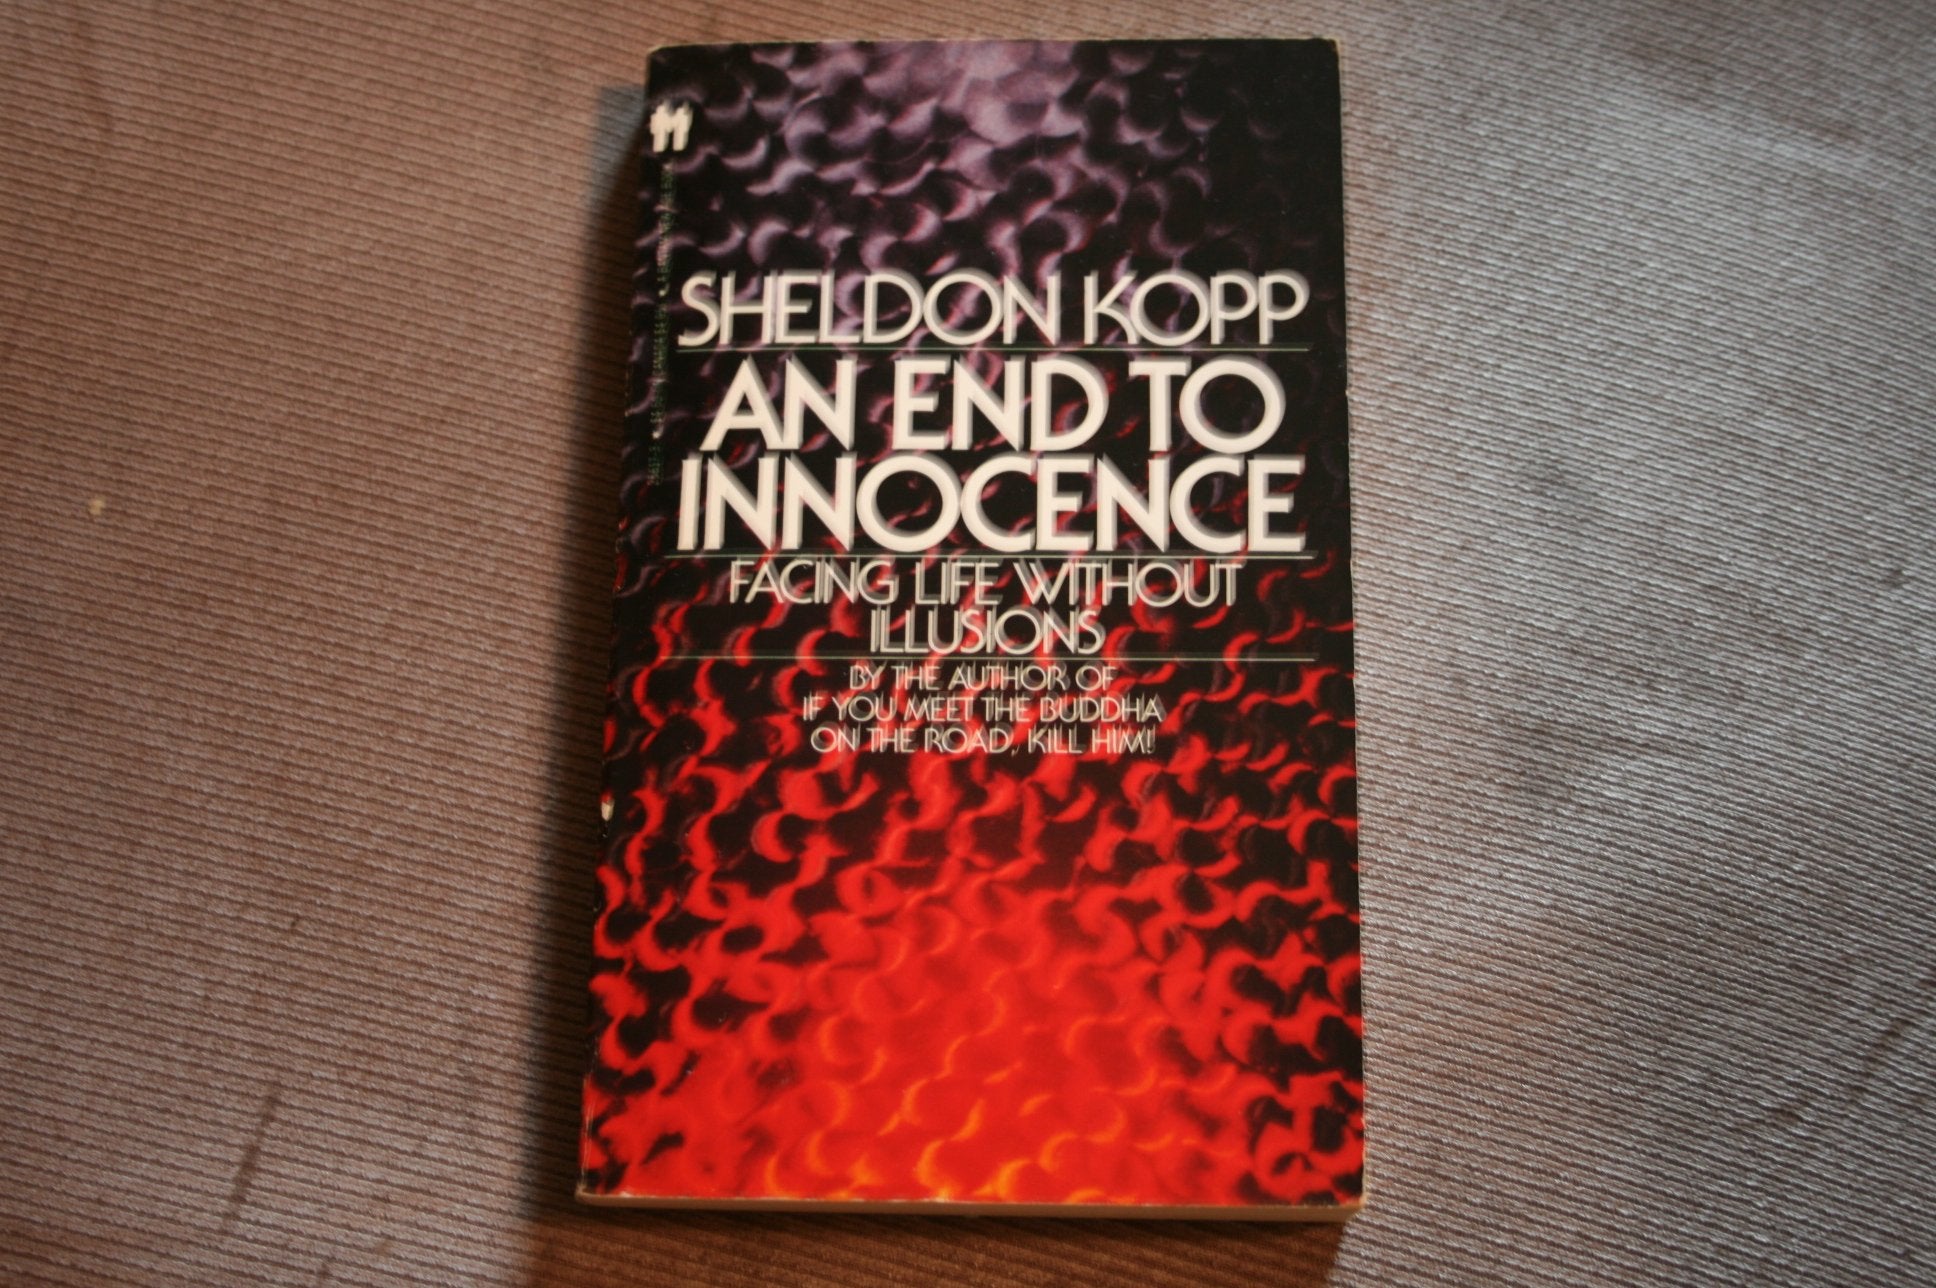 SHELDON KOPP
AN END TO
INNOCENCE
FACING LIFE WITHOUT
ILLUSIONS
BY THE AUTHOR OF
IF YOU MEET THE BUDDHA
ON THE ROAD, KILL HIM!